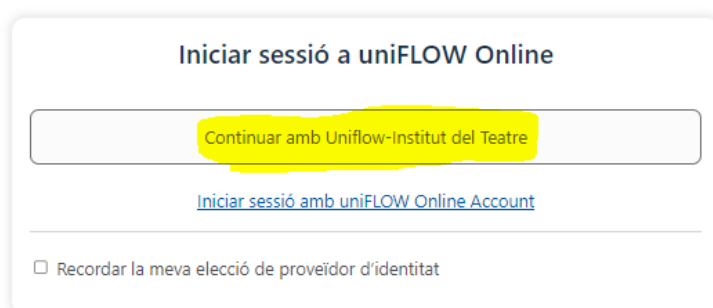 Iniciar sessió a uniFLOW Online
Continuar amb Uniflow-Institut del Teatre
Iniciar sessió amb uniFLOW Online Account
Recordar la meva elecció de proveïdor d'identitat